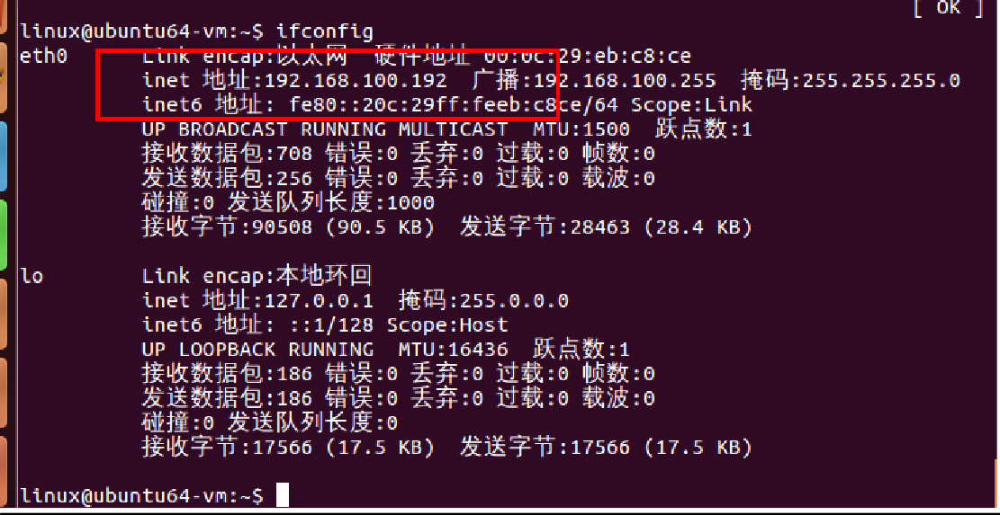 [ OK ]
linux@ubuntu64-vm:~$ ifconfig
eth0      Link encap:以太网  硬件地址 00:0c:29:eb:c8:ce
          inet 地址:192.168.100.192  广播:192.168.100.255  掩码:255.255.255.0
          inet6 地址: fe80::20c:29ff:feeb:c8ce/64 Scope:Link
          UP BROADCAST RUNNING MULTICAST  MTU:1500  跃点数:1
          接收数据包:708 错误:0 丢弃:0 过载:0 帧数:0
          发送数据包:256 错误:0 丢弃:0 过载:0 载波:0
          碰撞:0 发送队列长度:1000
          接收字节:90508 (90.5 KB)  发送字节:28463 (28.4 KB)
lo        Link encap:本地环回
          inet 地址:127.0.0.1  掩码:255.0.0.0
          inet6 地址: ::1/128 Scope:Host
          UP LOOPBACK RUNNING  MTU:16436  跃点数:1
          接收数据包:186 错误:0 丢弃:0 过载:0 帧数:0
          发送数据包:186 错误:0 丢弃:0 过载:0 载波:0
          碰撞:0 发送队列长度:0
          接收字节:17566 (17.5 KB)  发送字节:17566 (17.5 KB)
linux@ubuntu64-vm:~$